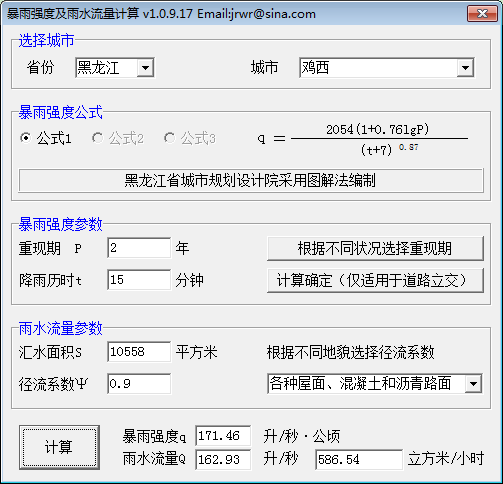 暴雨强度及雨水流量计算 v1.0.9.17 Email:jrwr@sina.com
选择城市
省份 黑龙江 城市 鸡西
暴雨强度公式
公式1 公式2 公式3 q = 2054(1+0.76lgP)
(t+7) 0.87
黑龙江省城市规划设计院采用图解法编制
暴雨强度参数
重现期 P 2 年 根据不同状况选择重现期
降雨历时t 15 分钟 计算确定（仅适用于道路立交）
雨水流量参数
汇水面积S 10558 平方米 根据不同地貌选择径流系数
径流系数Ψ 0.9 各种屋面、混凝土和沥青路面
计算
暴雨强度q 171.46 升/秒·公顷
雨水流量Q 162.93 升/秒 586.54 立方米/小时